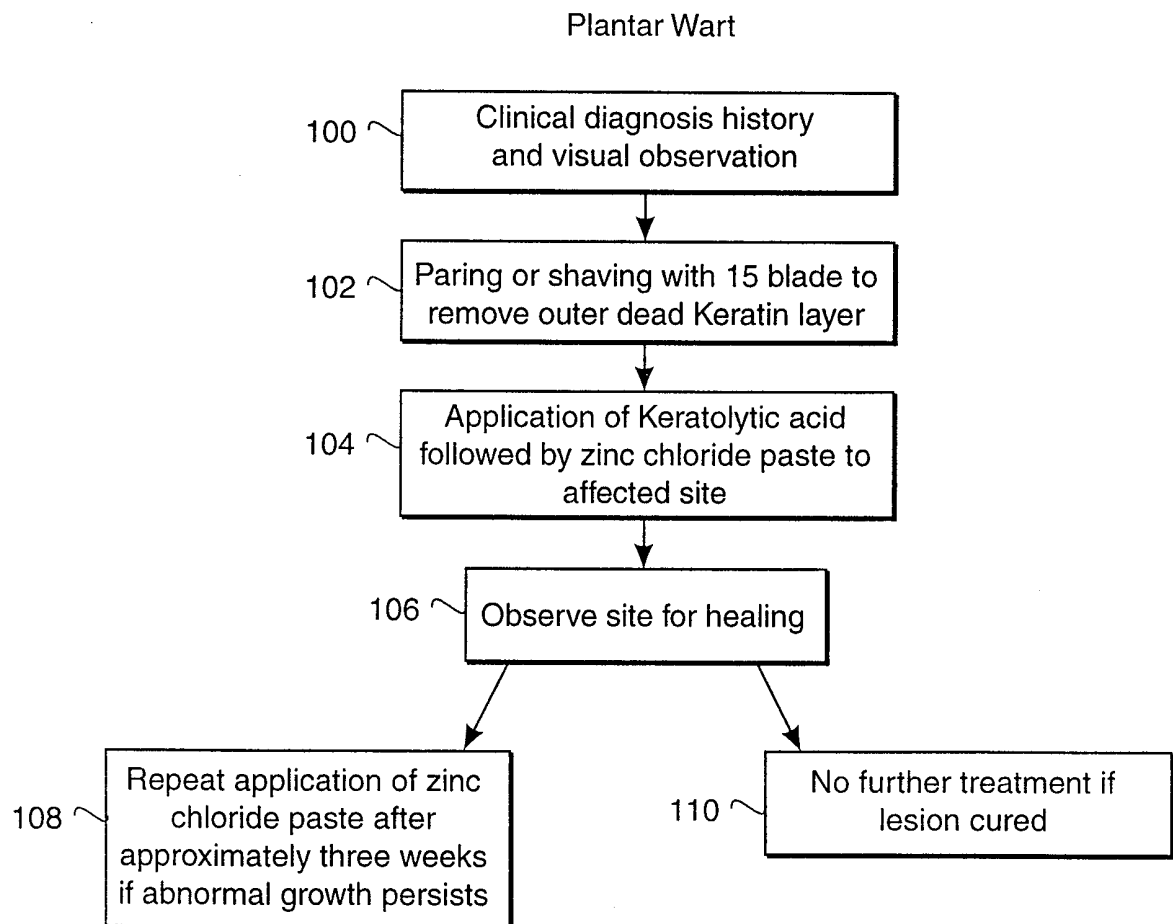 Plantar Wart
100
Clinical diagnosis history
and visual observation
102
Paring or shaving with 15 blade to
remove outer dead Keratin layer
104
Application of Keratolytic acid
followed by zinc chloride paste to
affected site
106
Observe site for healing
108
Repeat application of zinc
chloride paste after
approximately three weeks
if abnormal growth persists
110
No further treatment if
lesion cured